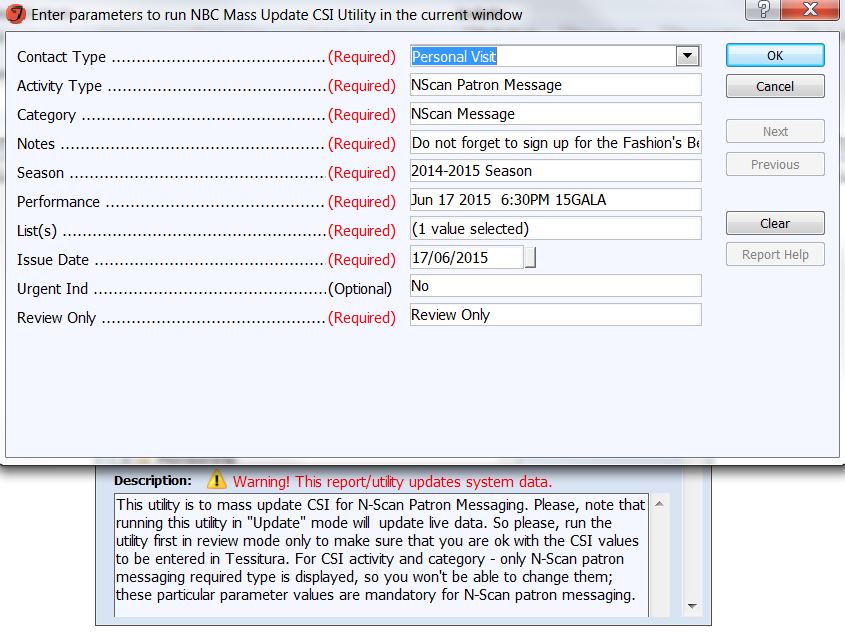 Enter parameters to run NBC Mass Update CSI Utility in the current window
?
X
Contact Type ....................................(Required) Personal Visit
OK
Activity Type ....................................(Required) NScan Patron Message
Cancel
Category ....................................(Required) NScan Message
Notes ....................................(Required) Do not forget to sign up for the Fashion's Be
Next
Season ....................................(Required) 2014-2015 Season
Previous
Performance ....................................(Required) Jun 17 2015  6:30PM 15GALA
List(s) ....................................(Required) (1 value selected)
Clear
Issue Date ....................................(Required) 17/06/2015
Report Help
Urgent Ind ....................................(Optional) No
Review Only ....................................(Required) Review Only
Description: Warning! This report/utility updates system data.
This utility is to mass update CSI for N-Scan Patron Messaging. Please, note that
running this utility in "Update" mode will  update live data. So please, run the
utility first in review mode only to make sure that you are ok with the CSI values
to be entered in Tessitura. For CSI activity and category - only N-Scan patron
messaging required type is displayed, so you won't be able to change them;
these particular parameter values are mandatory for N-Scan patron messaging.